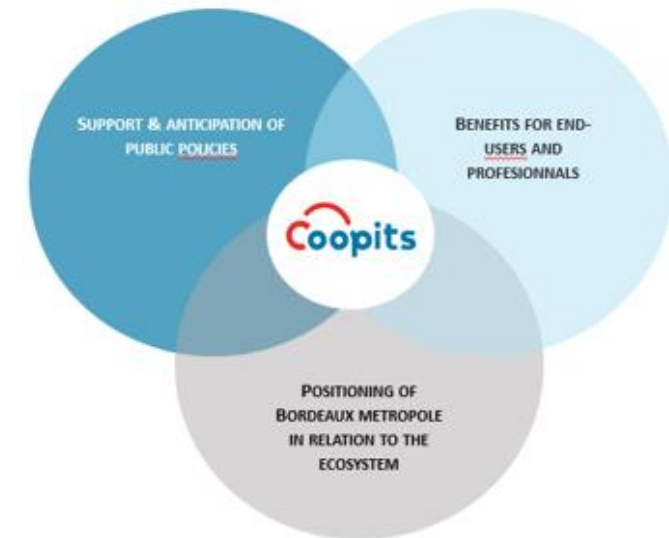 SUPPORT & ANTICIPATION OF
PUBLIC POLICIES
BENEFITS FOR END-
USERS AND
PROFESIONNALS
Coopits
POSITIONING OF
BORDEAUX METROPOLE
IN RELATION TO THE
ECOSYSTEM